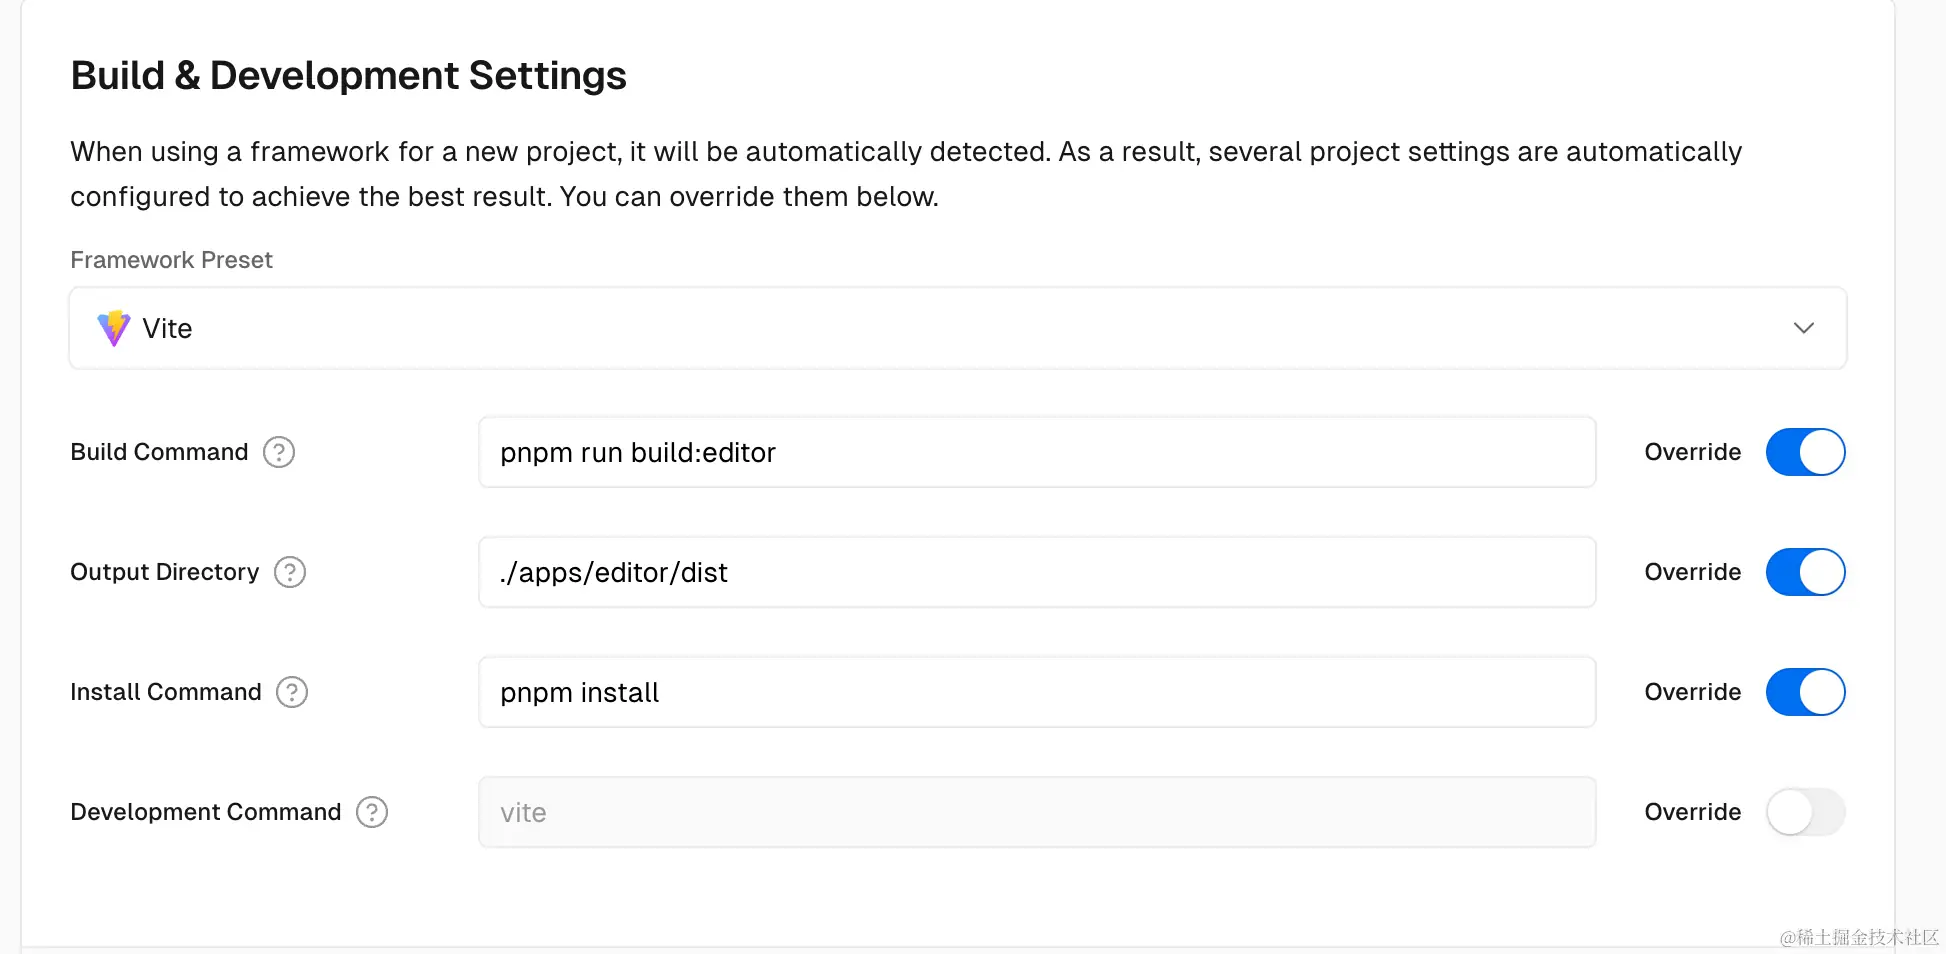 Build & Development Settings
When using a framework for a new project, it will be automatically detected. As a result, several project settings are automatically
configured to achieve the best result. You can override them below.
Framework Preset
Vite
Build Command ?
pnpm run build:editor
Override
Output Directory ?
./apps/editor/dist
Override
Install Command ?
pnpm install
Override
Development Command ?
vite
Override
@稀土掘金技术社区